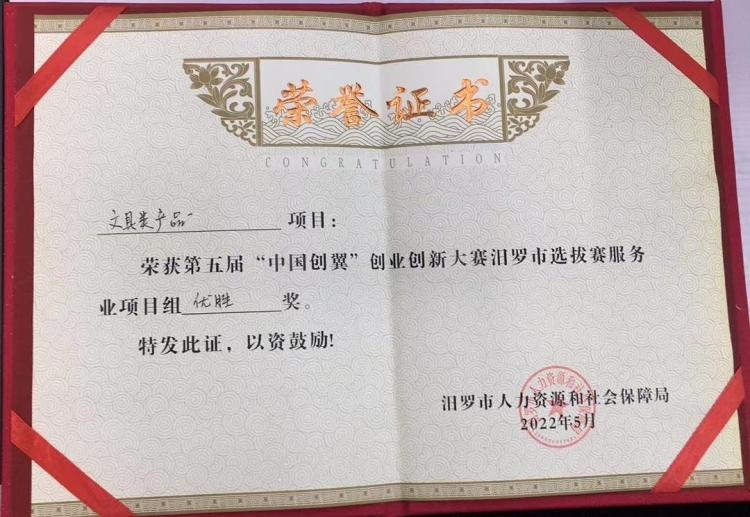 荣誉证书
CONGRATULATION
文具类产品 项目：
荣获第五届“中国创翼”创业创新大赛汨罗市选拔赛服务
业项目组优胜奖。
特发此证，以资鼓励！
汨罗市人力资源和社会保障局
2022年5月